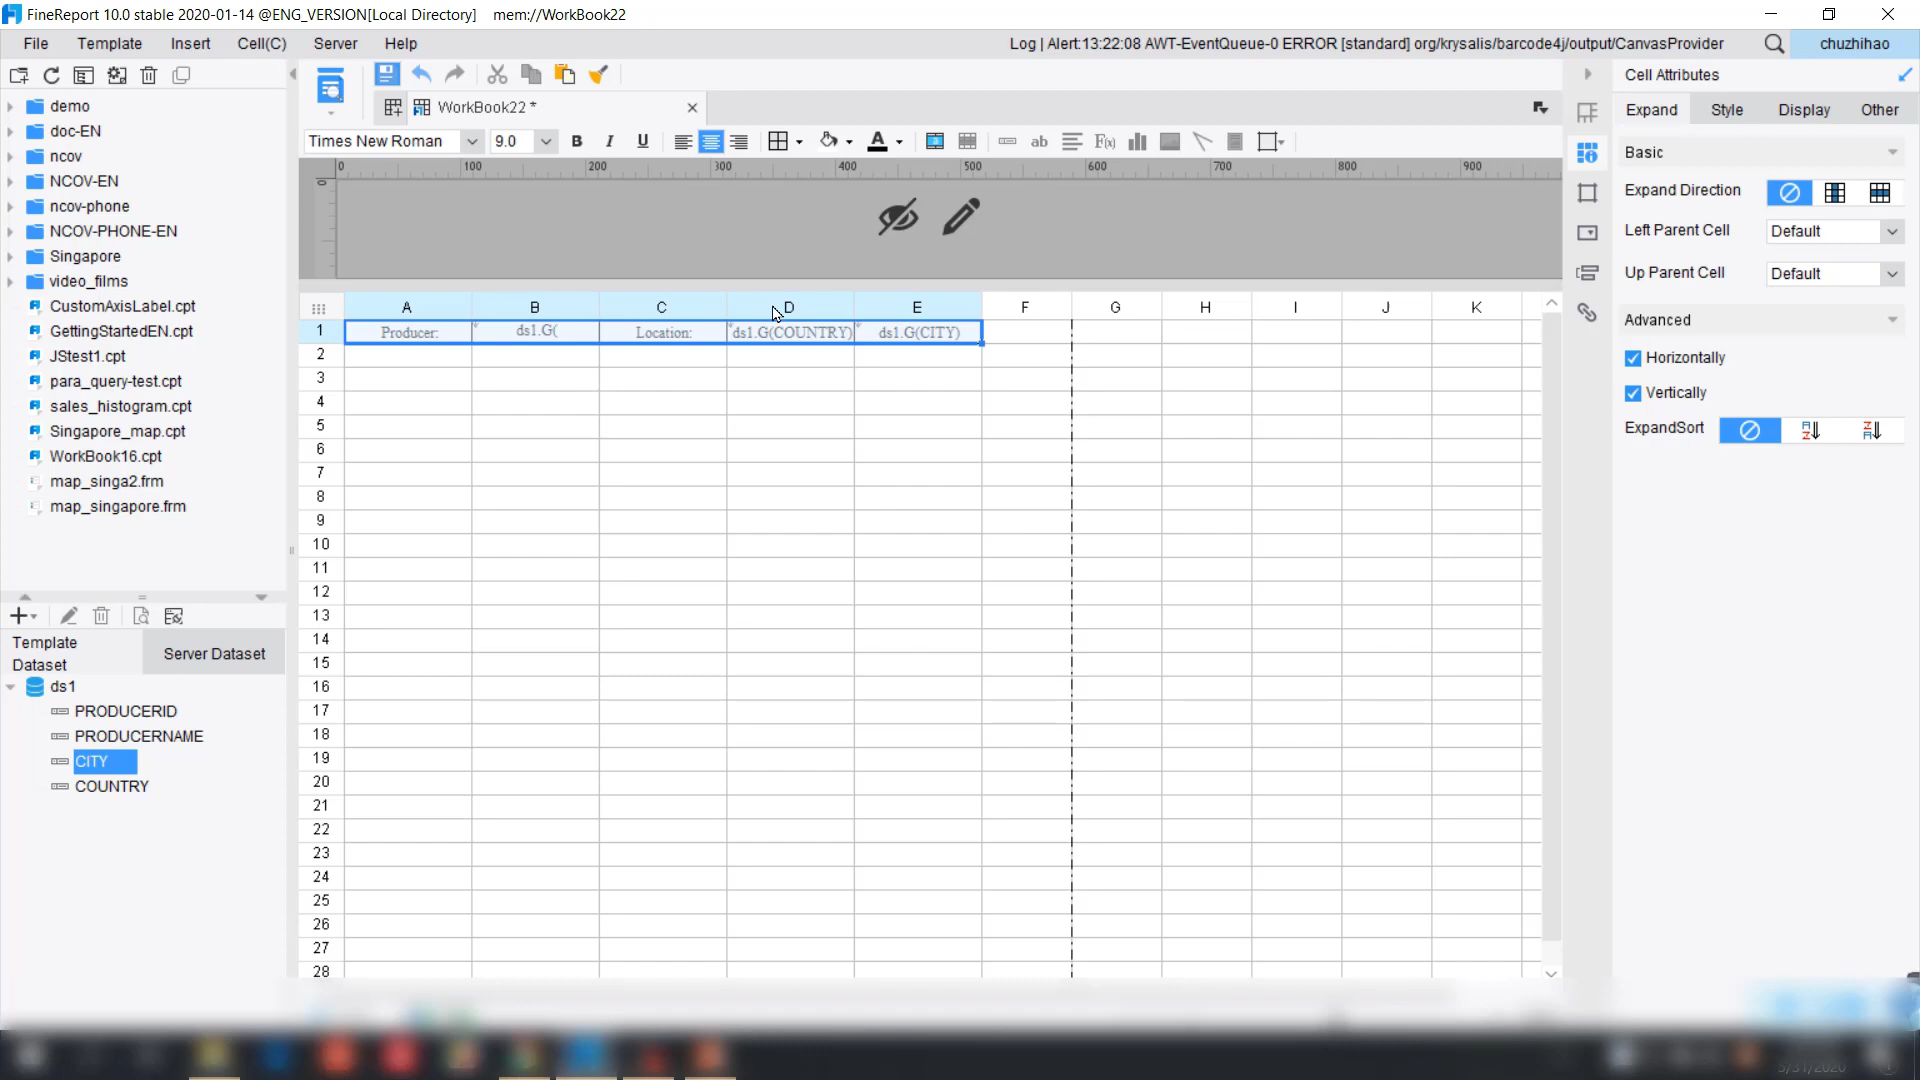 FineReport 10.0 stable 2020-01-14 @ENG_VERSION[Local Directory] mem://WorkBook22
File Template Insert Cell(C) Server Help
Log | Alert:13:22:08 AWT-EventQueue-0 ERROR [standard] org/krysalis/barcode4j/output/CanvasProvider
chuzhihao
demo
doc-EN
ncov
NCOV-EN
ncov-phone
NCOV-PHONE-EN
Singapore
video_films
CustomAxisLabel.cpt
GettingStartedEN.cpt
JStest1.cpt
para_query-test.cpt
sales_histogram.cpt
Singapore_map.cpt
WorkBook16.cpt
map_singa2.frm
map_singapore.frm
Template Dataset
Server Dataset
ds1
PRODUCERID
PRODUCERNAME
CITY
COUNTRY
WorkBook22 *
Times New Roman 9.0 B I U A ab F(x)
0 100 200 300 400 500 600 700 800 900
0
A B C D E F G H I J K
1 Producer: ds1.G( Location: ds1.G(COUNTRY) ds1.G(CITY)
2
3
4
5
6
7
8
9
10
11
12
13
14
15
16
17
18
19
20
21
22
23
24
25
26
27
28
Cell Attributes
Expand Style Display Other
Basic
Expand Direction
Left Parent Cell Default
Up Parent Cell Default
Advanced
Horizontally
Vertically
ExpandSort
5/31/2020